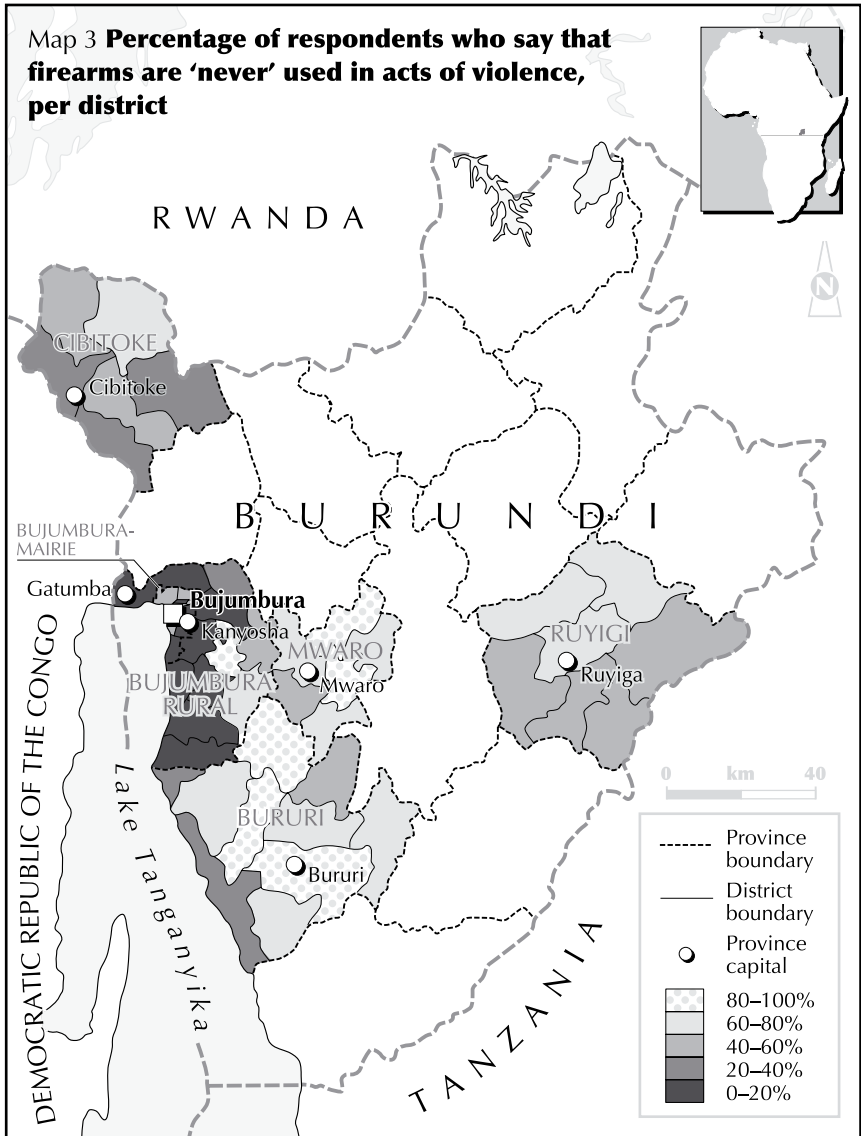 Map 3 Percentage of respondents who say that
firearms are ‘never’ used in acts of violence,
per district
RWANDA
N
CIBITOKE
Cibitoke
BURUNDI
BUJUMBURA-
MAIRIE
Gatumba
Bujumbura
Kanyosha
MWARO
Mwaro
BUJUMBURA
RURAL
RUYIGI
Ruyiga
DEMOCRATIC REPUBLIC OF THE CONGO
Lake Tanganyika
BURURI
Bururi
TANZANIA
0 km 40
Province
boundary
District
boundary
Province
capital
80–100%
60–80%
40–60%
20–40%
0–20%